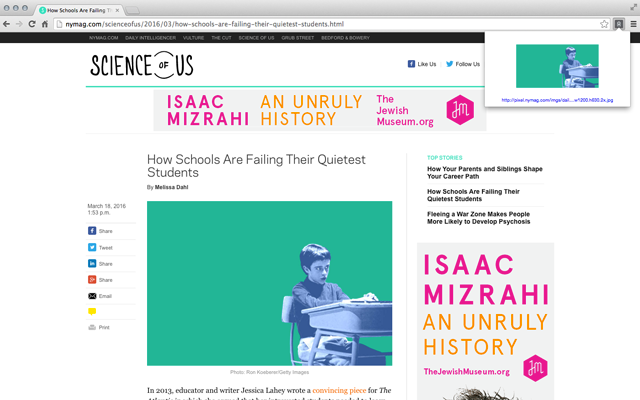 How Schools Are Failing Th
nymag.com/scienceofus/2016/03/how-schools-are-failing-their-quietest-students.html
NYMAG.COM DAILY INTELLIGENCER VULTURE THE CUT SCIENCE OF US GRUB STREET BEDFORD & BOWERY
SCIENCE OF US
Like Us Follow Us
http://pixel.nymag.com/imgs/dail...w1200.h630.2x.jpg
ISAAC MIZRAHI
AN UNRULY HISTORY
The Jewish Museum.org
JM
How Schools Are Failing Their Quietest
Students
By Melissa Dahl
March 18, 2016
1:53 p.m.
Share
Tweet
Share
Share
Email
Print
Photo: Ron Koeberer/Getty Images
In 2013, educator and writer Jessica Lahey wrote a convincing piece for The
TOP STORIES
How Your Parents and Siblings Shape
Your Career Path
How Schools Are Failing Their
Quietest Students
Fleeing a War Zone Makes People
More Likely to Develop Psychosis
ISAAC
MIZRAHI
AN UNRULY
HISTORY
TheJewishMuseum.org
JM